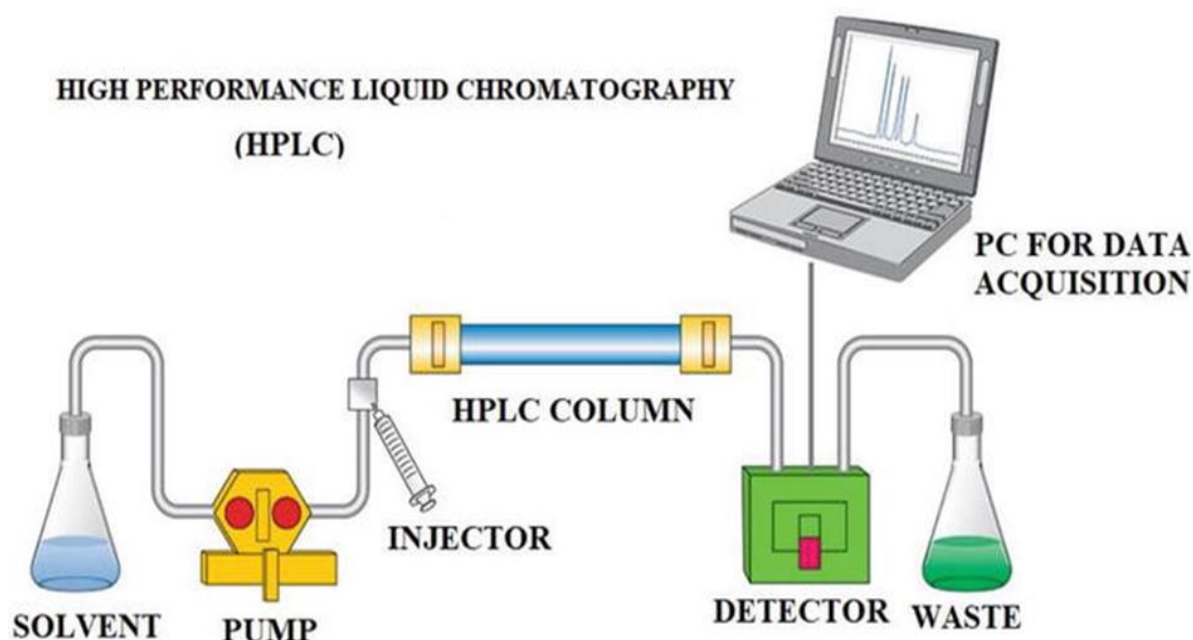 HIGH PERFORMANCE LIQUID CHROMATOGRAPHY
(HPLC)
PC FOR DATA
ACQUISITION
HPLC COLUMN
INJECTOR
SOLVENT
PUMP
DETECTOR
WASTE